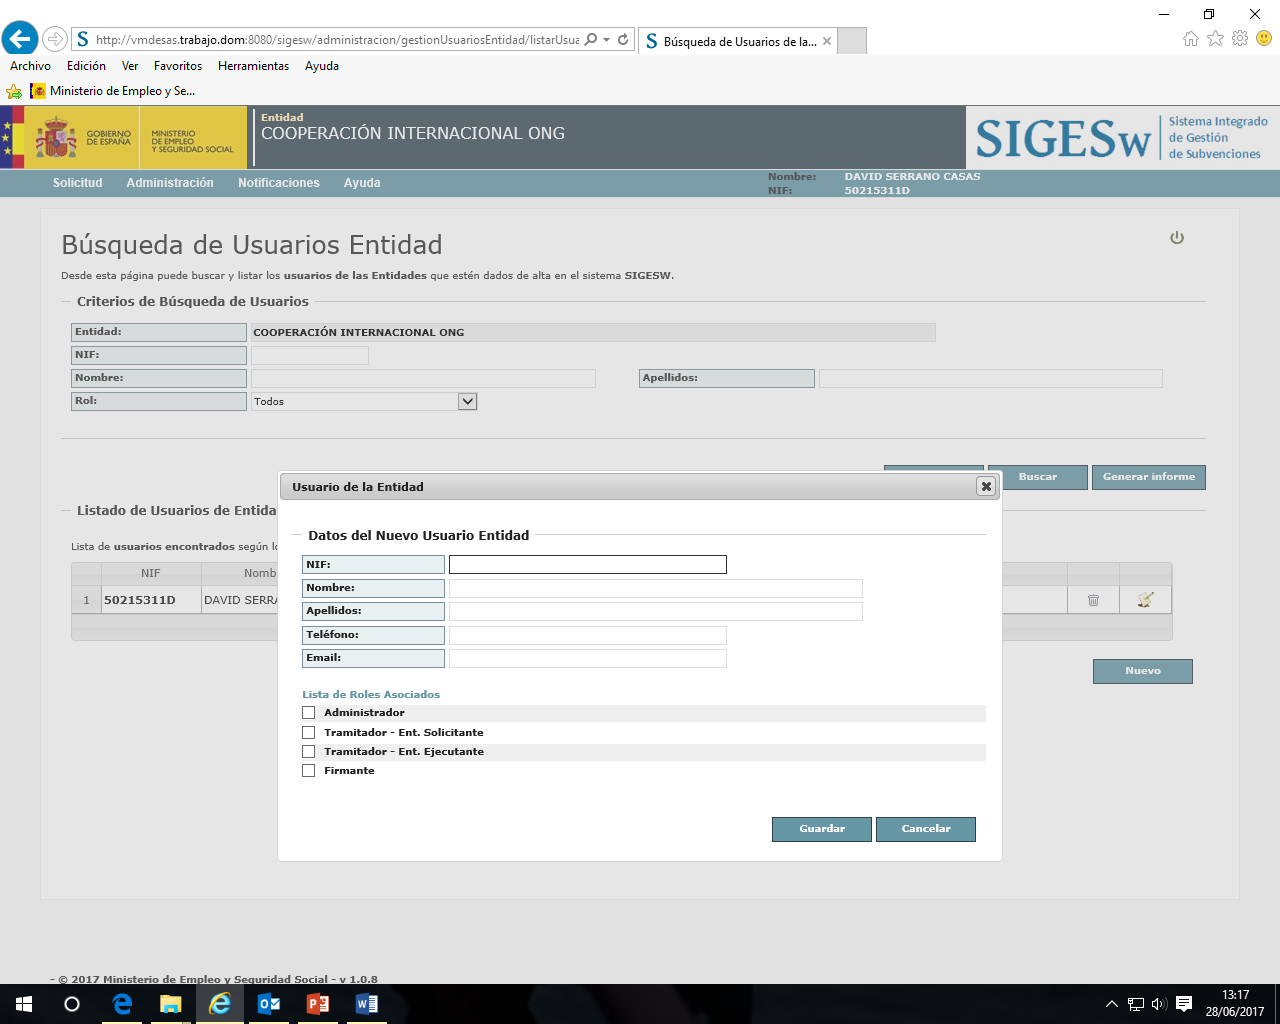 http://vmdesas.trabajo.dom:8080/sigesw/administracion/gestionUsuariosEntidad/listarUsua
Búsqueda de Usuarios de la...
Archivo Edición Ver Favoritos Herramientas Ayuda
Ministerio de Empleo y Se...
GOBIERNO DE ESPAÑA
MINISTERIO DE EMPLEO Y SEGURIDAD SOCIAL
Entidad
COOPERACIÓN INTERNACIONAL ONG
SIGESw
Sistema Integrado
de Gestión
de Subvenciones
Solicitud Administración Notificaciones Ayuda
Nombre: DAVID SERRANO CASAS
NIF: 50215311D
Búsqueda de Usuarios Entidad
Desde esta página puede buscar y listar los usuarios de las Entidades que estén dados de alta en el sistema SIGESW.
Criterios de Búsqueda de Usuarios
Entidad: COOPERACIÓN INTERNACIONAL ONG
NIF:
Nombre: Apellidos:
Rol: Todos
Buscar Generar informe
Listado de Usuarios de Entida
Lista de usuarios encontrados según lo
NIF Nomb
1 50215311D DAVID SERRA
Nuevo
Usuario de la Entidad
Datos del Nuevo Usuario Entidad
NIF:
Nombre:
Apellidos:
Teléfono:
Email:
Lista de Roles Asociados
Administrador
Tramitador - Ent. Solicitante
Tramitador - Ent. Ejecutante
Firmante
Guardar Cancelar
- © 2017 Ministerio de Empleo y Seguridad Social - v 1.0.8
13:17
28/06/2017